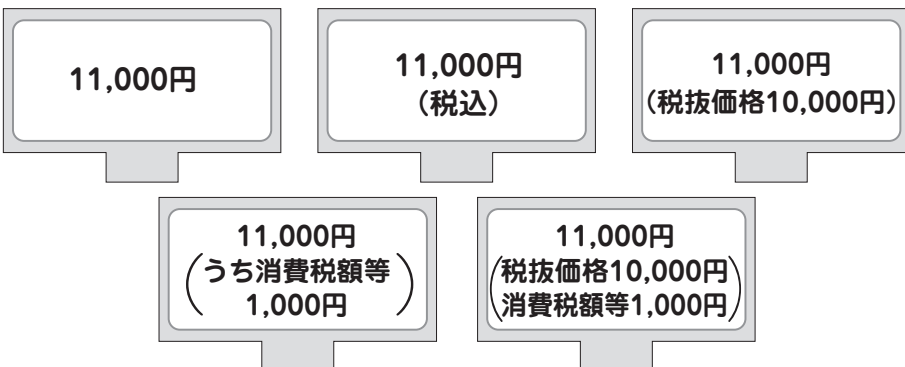 11,000円
11,000円
（税込）
11,000円
（税抜価格10,000円）
11,000円
（うち消費税額等
1,000円）
11,000円
（税抜価格10,000円
消費税額等1,000円）